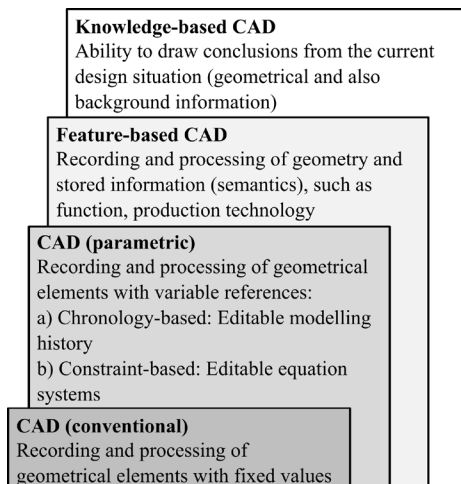 Knowledge-based CAD
Ability to draw conclusions from the current
design situation (geometrical and also
background information)
Feature-based CAD
Recording and processing of geometry and
stored information (semantics), such as
function, production technology
CAD (parametric)
Recording and processing of geometrical
elements with variable references:
a) Chronology-based: Editable modelling
history
b) Constraint-based: Editable equation
systems
CAD (conventional)
Recording and processing of
geometrical elements with fixed values